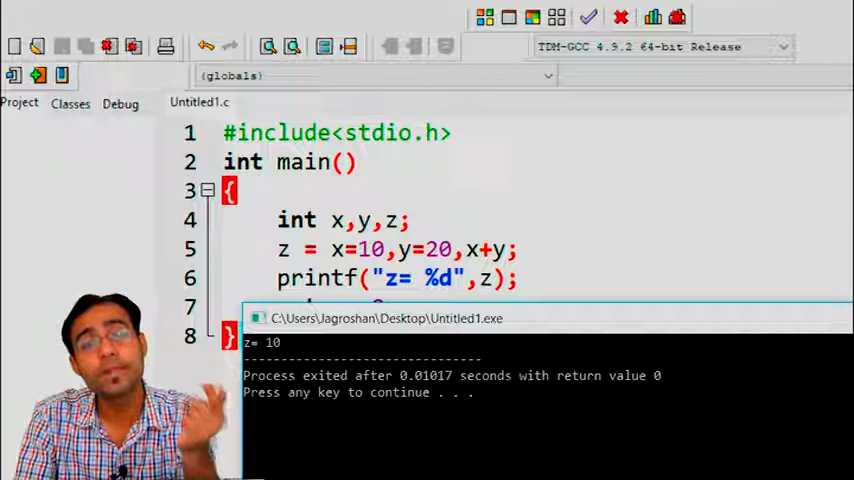 TDM-GCC 4.9.2 64-bit Release
(globals)
Project Classes Debug
Untitled1.c
1 #include<stdio.h>
2 int main()
3 {
4 int x,y,z;
5 z = x=10,y=20,x+y;
6 printf("z= %d",z);
7
8 }
C:\Users\Jagroshan\Desktop\Untitled1.exe
z= 10
--------------------------------
Process exited after 0.01017 seconds with return value 0
Press any key to continue . . .